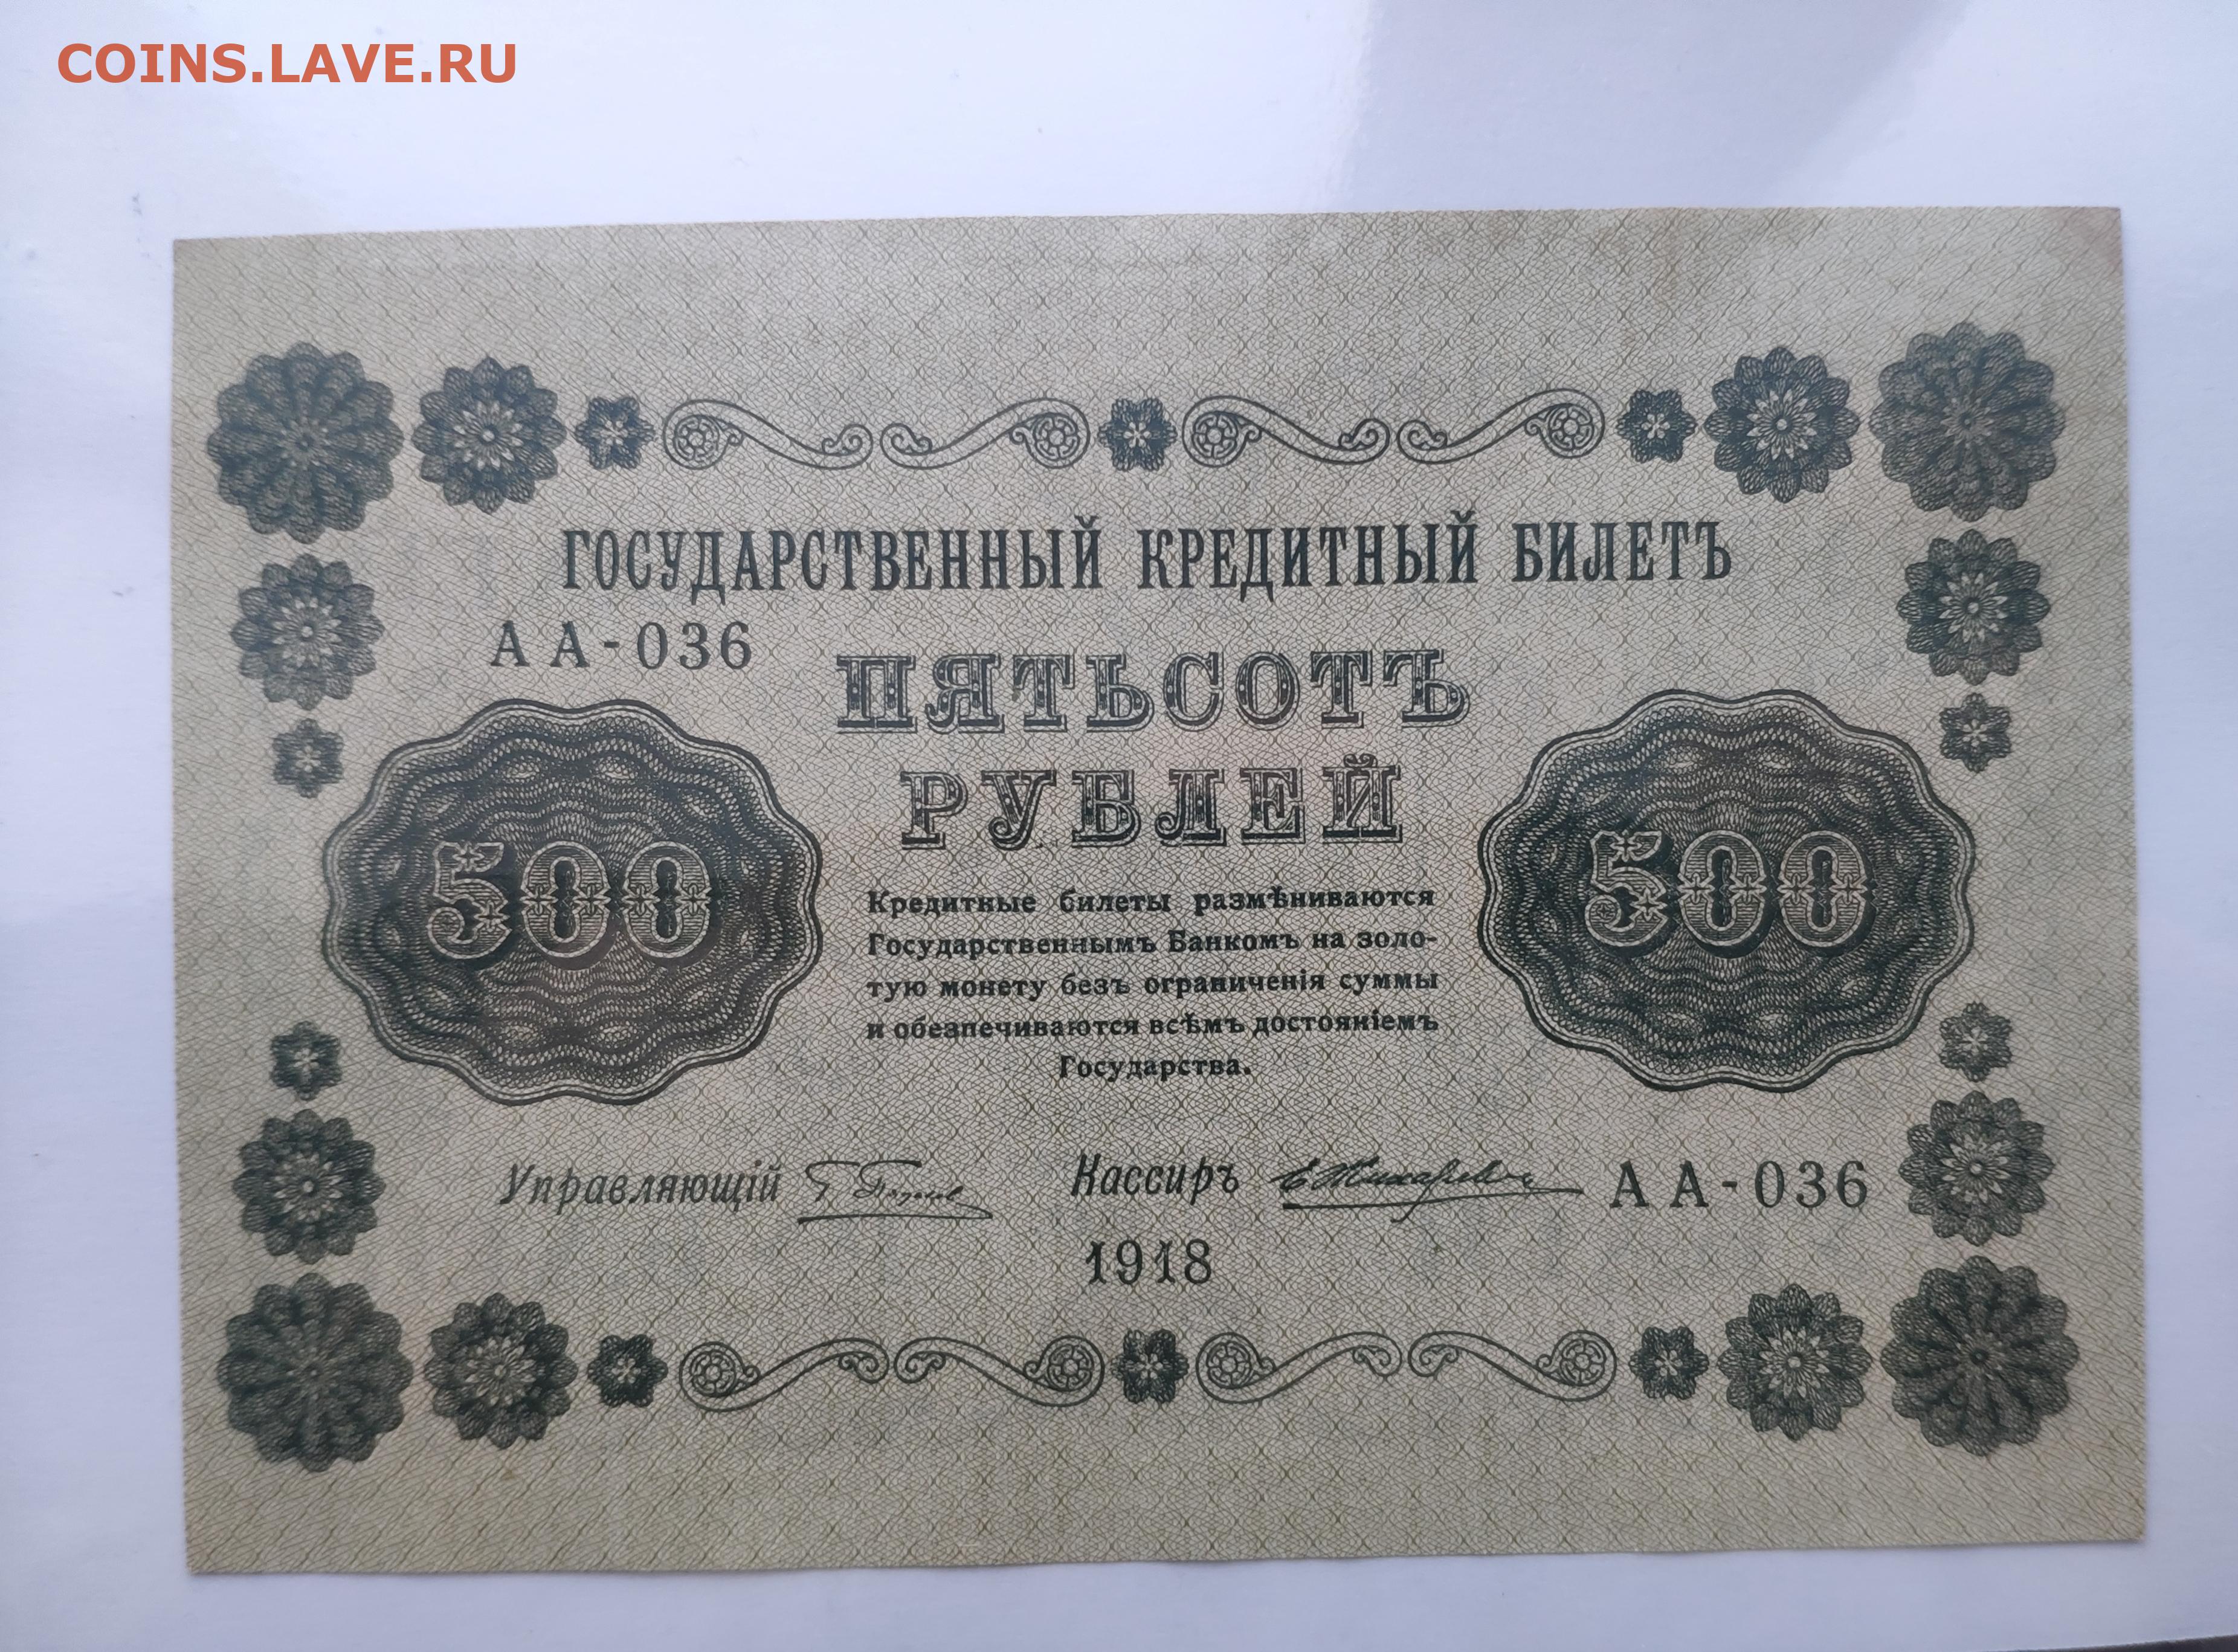 COINS.LAVE.RU
ГОСУДАРСТВЕННЫЙ КРЕДИТНЫЙ БИЛЕТЪ
АА-036
ПЯТЬСОТЪ
РУБЛЕЙ
500
500
Кредитные билеты размѣниваются
Государственнымъ Банкомъ на золо-
тую монету безъ ограниченія суммы
и обезпечиваются всѣмъ достояніемъ
Государства.
Управляющій
Кассиръ
АА-036
1918